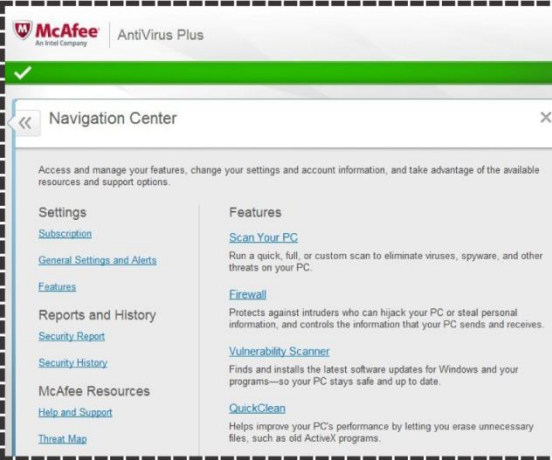 McAfee
An Intel Company
AntiVirus Plus
Navigation Center
Access and manage your features, change your settings and account information, and take advantage of the available
resources and support options.
Settings
Subscription
General Settings and Alerts
Features
Reports and History
Security Report
Security History
McAfee Resources
Help and Support
Threat Map
Features
Scan Your PC
Run a quick, full, or custom scan to eliminate viruses, spyware, and other
threats on your PC.
Firewall
Protects against intruders who can hijack your PC or steal personal
information, and controls the information that your PC sends and receives.
Vulnerability Scanner
Finds and installs the latest software updates for Windows and your
programs—so your PC stays safe and up to date.
QuickClean
Helps improve your PC's performance by letting you erase unnecessary
files, such as old ActiveX programs.